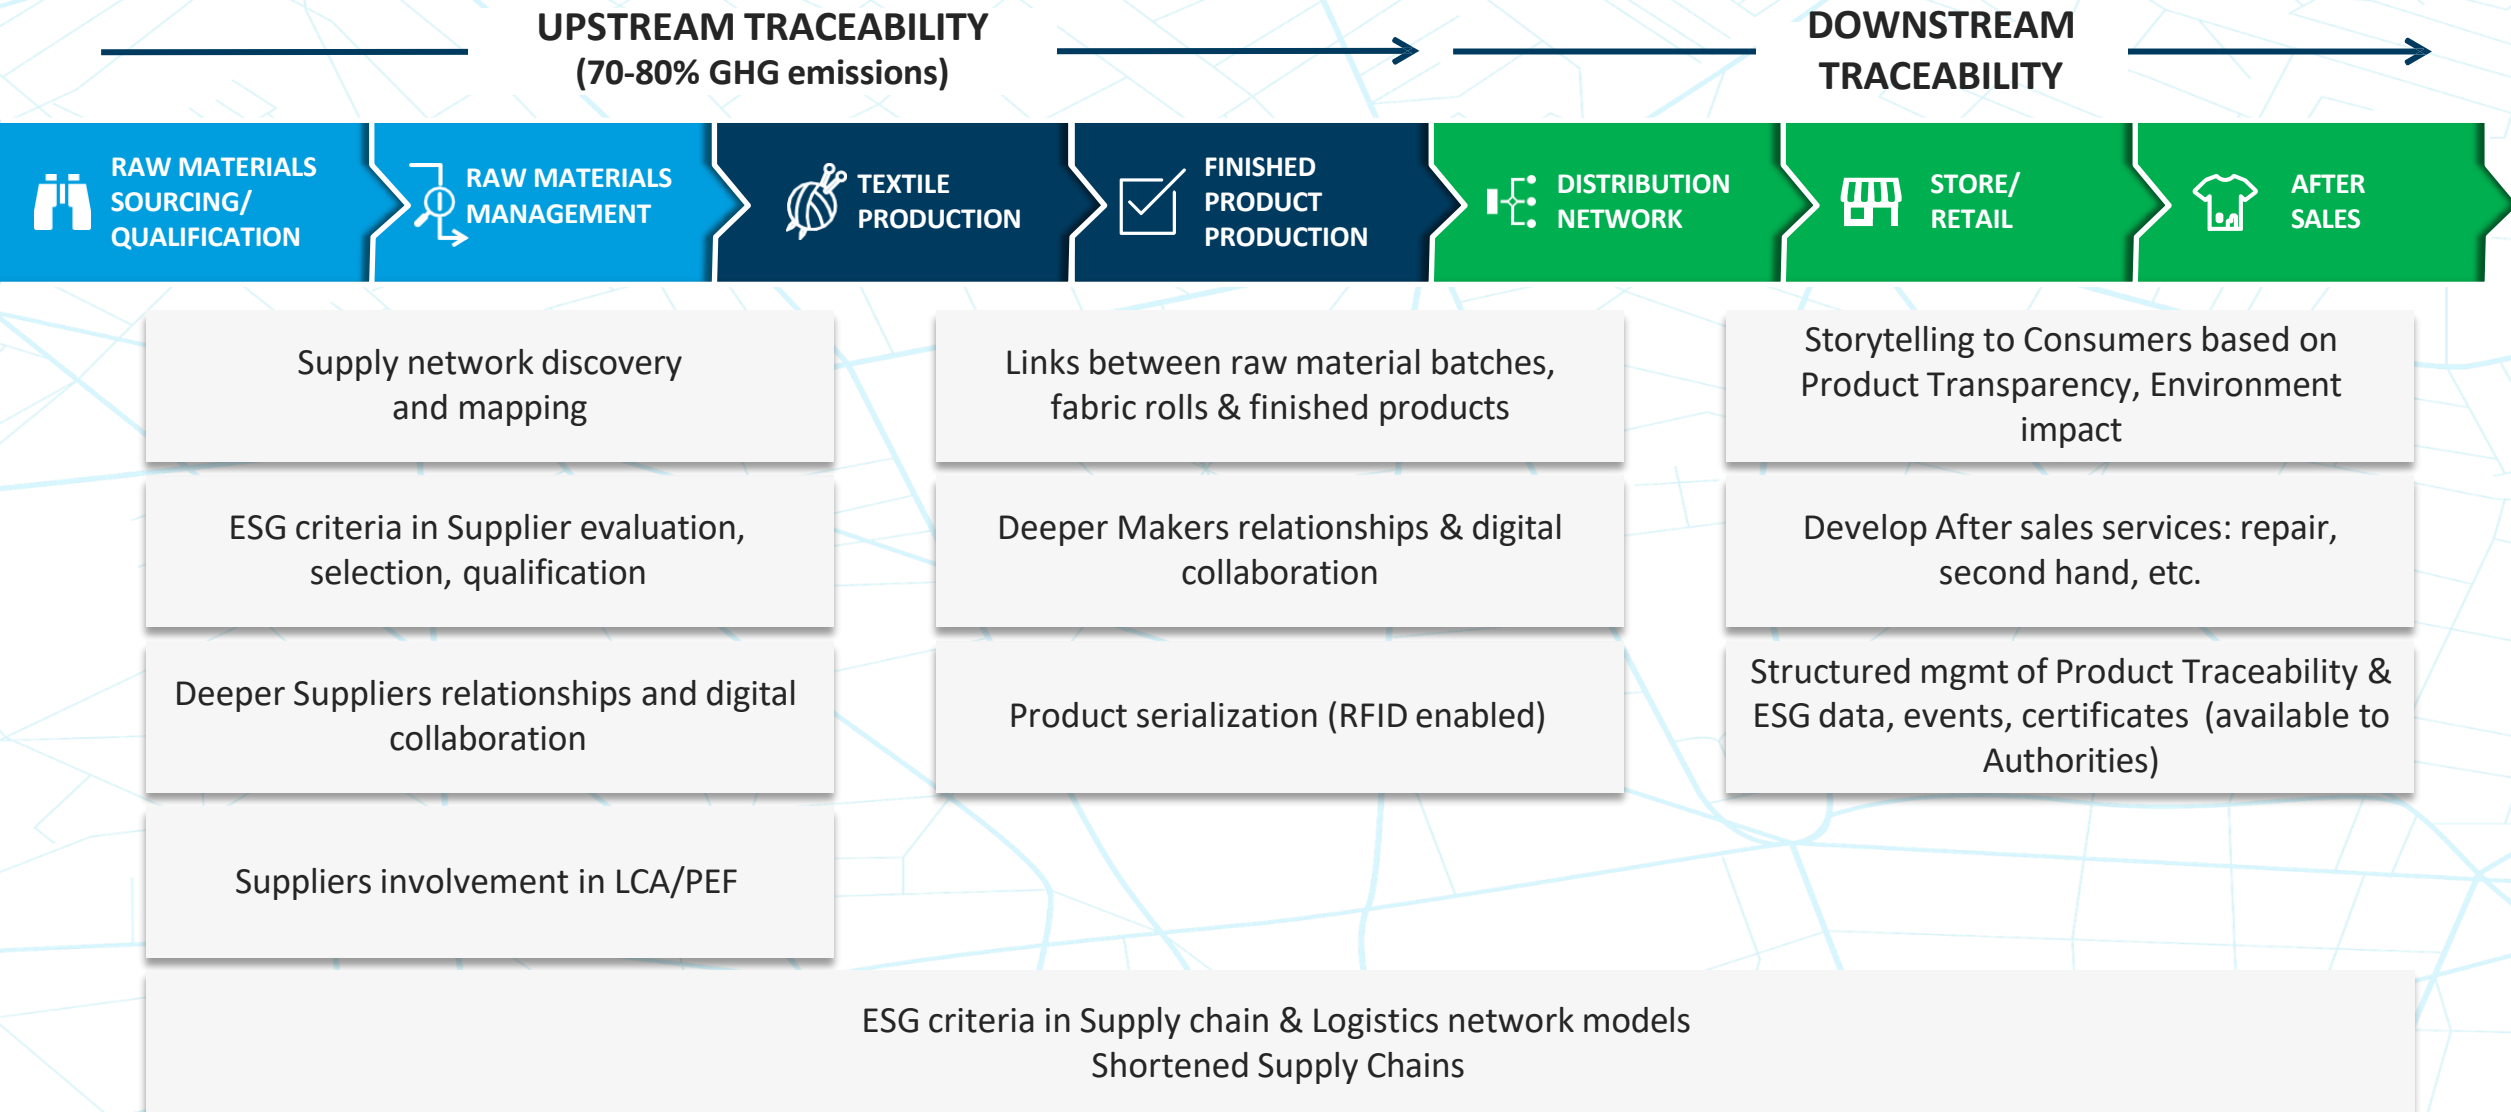 UPSTREAM TRACEABILITY
(70-80% GHG emissions)
DOWNSTREAM
TRACEABILITY
RAW MATERIALS
SOURCING/
QUALIFICATION
RAW MATERIALS
MANAGEMENT
TEXTILE
PRODUCTION
FINISHED
PRODUCT
PRODUCTION
DISTRIBUTION
NETWORK
STORE/
RETAIL
AFTER
SALES
Supply network discovery
and mapping
ESG criteria in Supplier evaluation,
selection, qualification
Deeper Suppliers relationships and digital
collaboration
Suppliers involvement in LCA/PEF
Links between raw material batches,
fabric rolls & finished products
Deeper Makers relationships & digital
collaboration
Product serialization (RFID enabled)
Storytelling to Consumers based on
Product Transparency, Environment
impact
Develop After sales services: repair,
second hand, etc.
Structured mgmt of Product Traceability &
ESG data, events, certificates (available to
Authorities)
ESG criteria in Supply chain & Logistics network models
Shortened Supply Chains